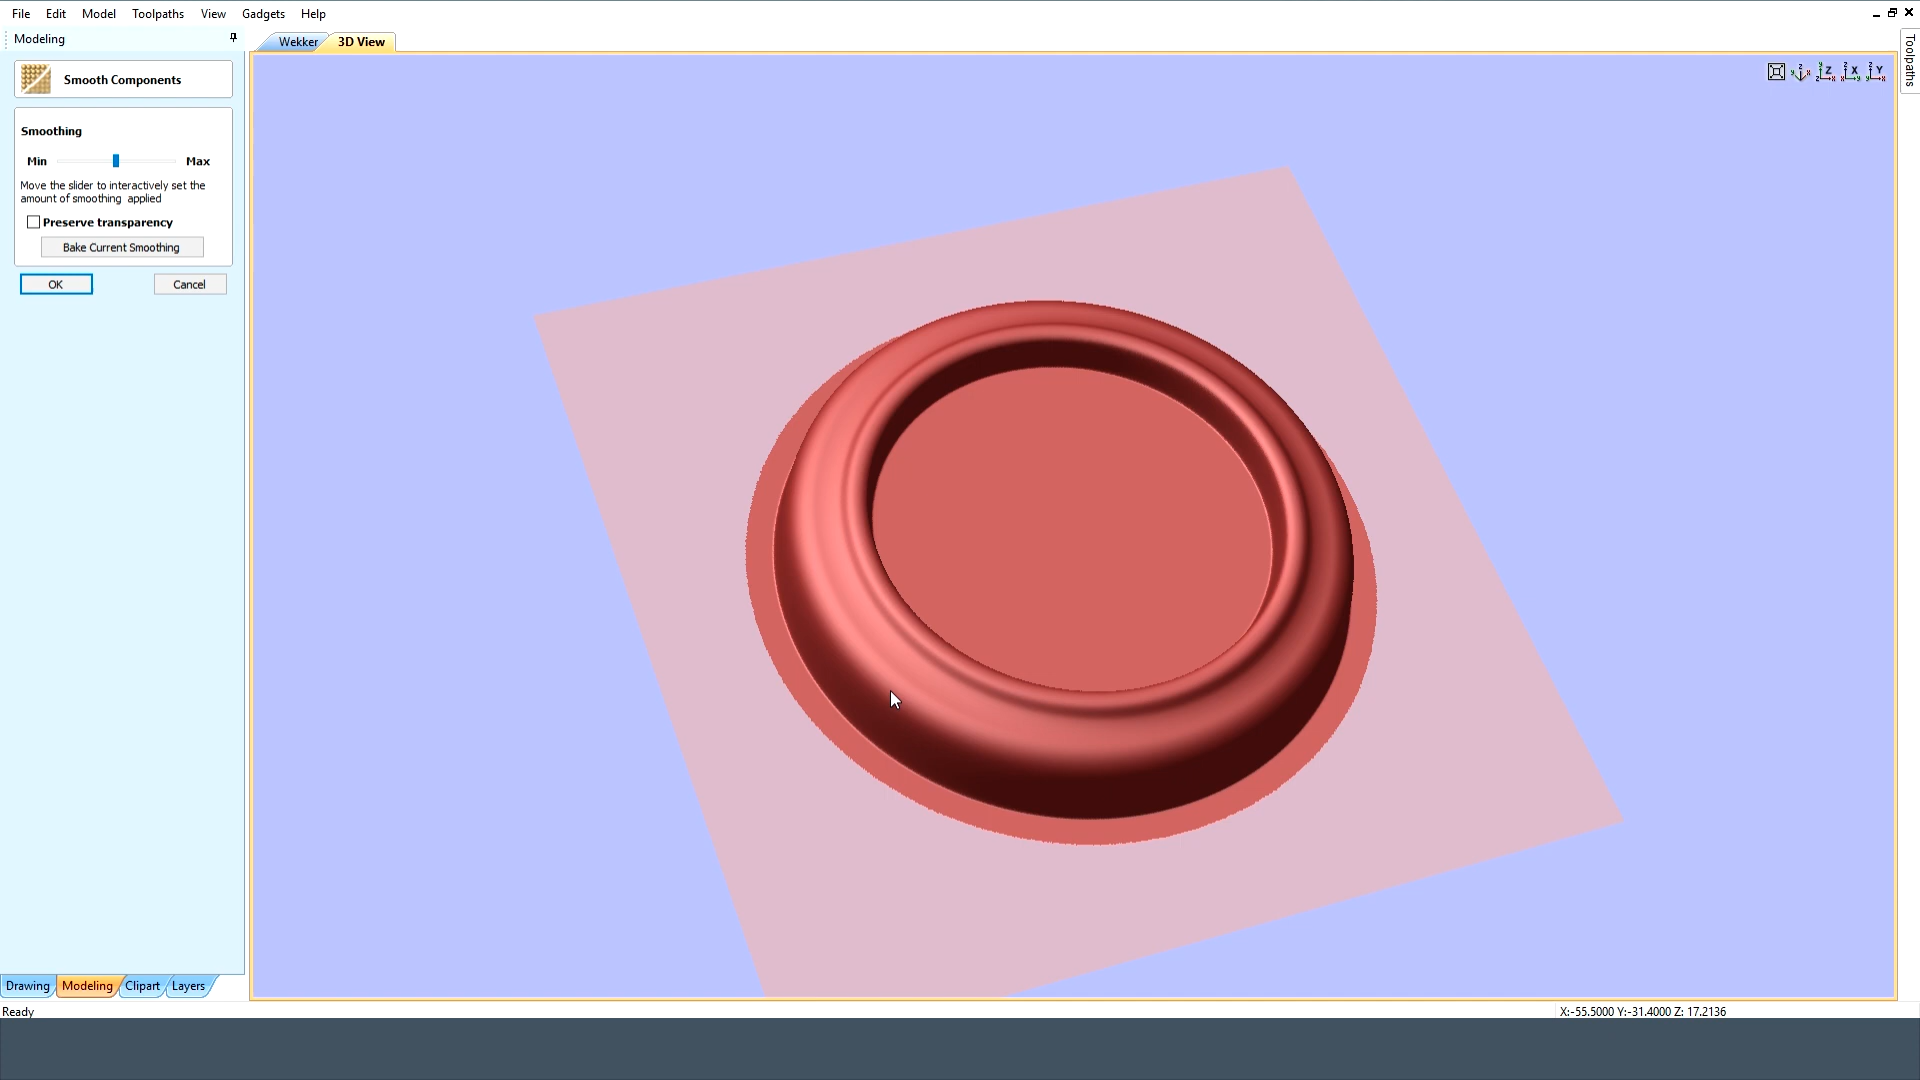 File Edit Model Toolpaths View Gadgets Help
Modeling
Wekker 3D View
Toolpaths
Smooth Components
Smoothing
Min Max
Move the slider to interactively set the
amount of smoothing applied
Preserve transparency
Bake Current Smoothing
OK Cancel
Drawing Modeling Clipart Layers
Ready X:-55.5000 Y:-31.4000 Z: 17.2136